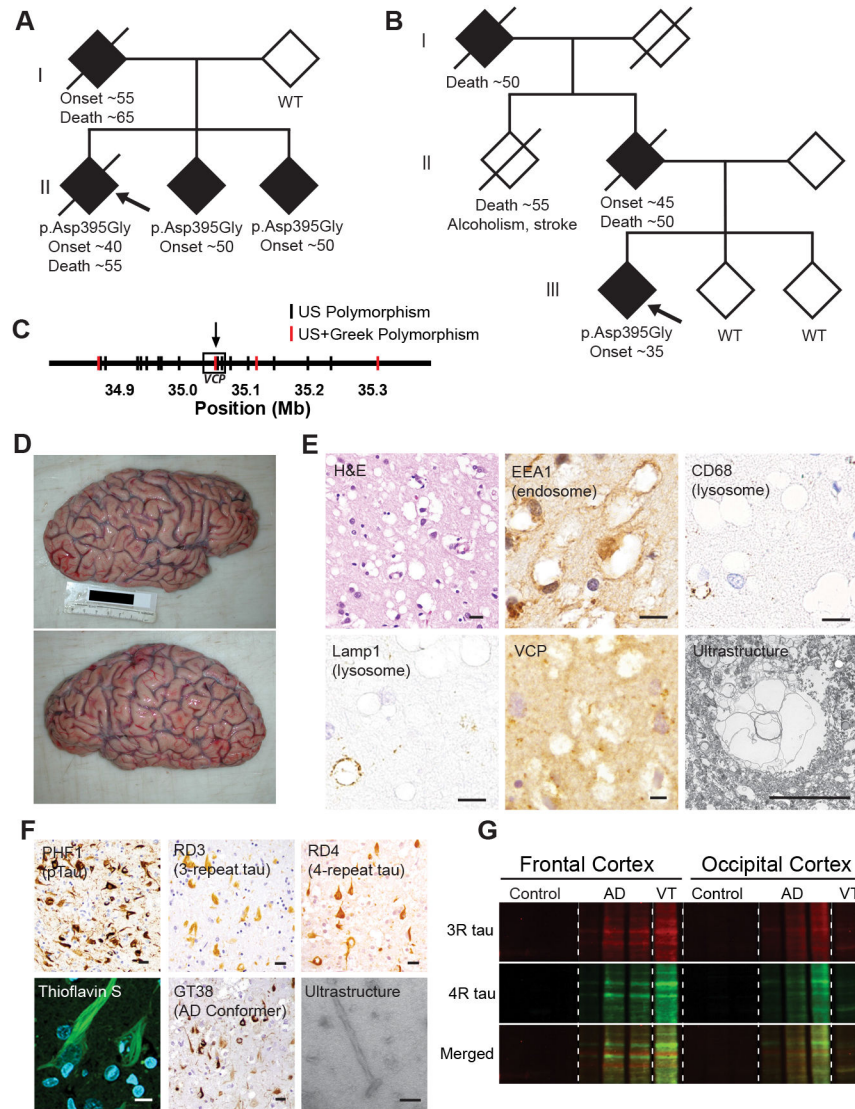 A
I
Onset ~55
Death ~65
WT
II
p.Asp395Gly
Onset ~40
Death ~55
p.Asp395Gly
Onset ~50
p.Asp395Gly
Onset ~50
B
I
Death ~50
II
Death ~55
Alcoholism, stroke
Onset ~45
Death ~50
III
p.Asp395Gly
Onset ~35
WT
WT
C
US Polymorphism
US+Greek Polymorphism
VCP
34.9 35.0 35.1 35.2 35.3
Position (Mb)
D
E
H&E
EEA1
(endosome)
CD68
(lysosome)
Lamp1
(lysosome)
VCP
Ultrastructure
F
PHF1
(pTau)
RD3
(3-repeat tau)
RD4
(4-repeat tau)
Thioflavin S
GT38
(AD Conformer)
Ultrastructure
G
Frontal Cortex Occipital Cortex
Control AD VT Control AD VT
3R tau
4R tau
Merged